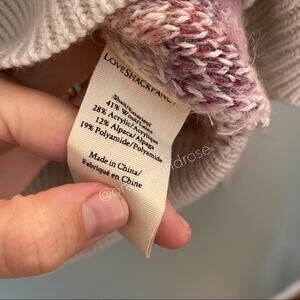 LOVESHACKFANCY
Shell/Exterieur
41% Wool/Laine
28% Acrylic/Acrylique
12% Alpaca/Alpaga
19% Polyamide/Polyamide
Made in China/
Fabriqué en Chine